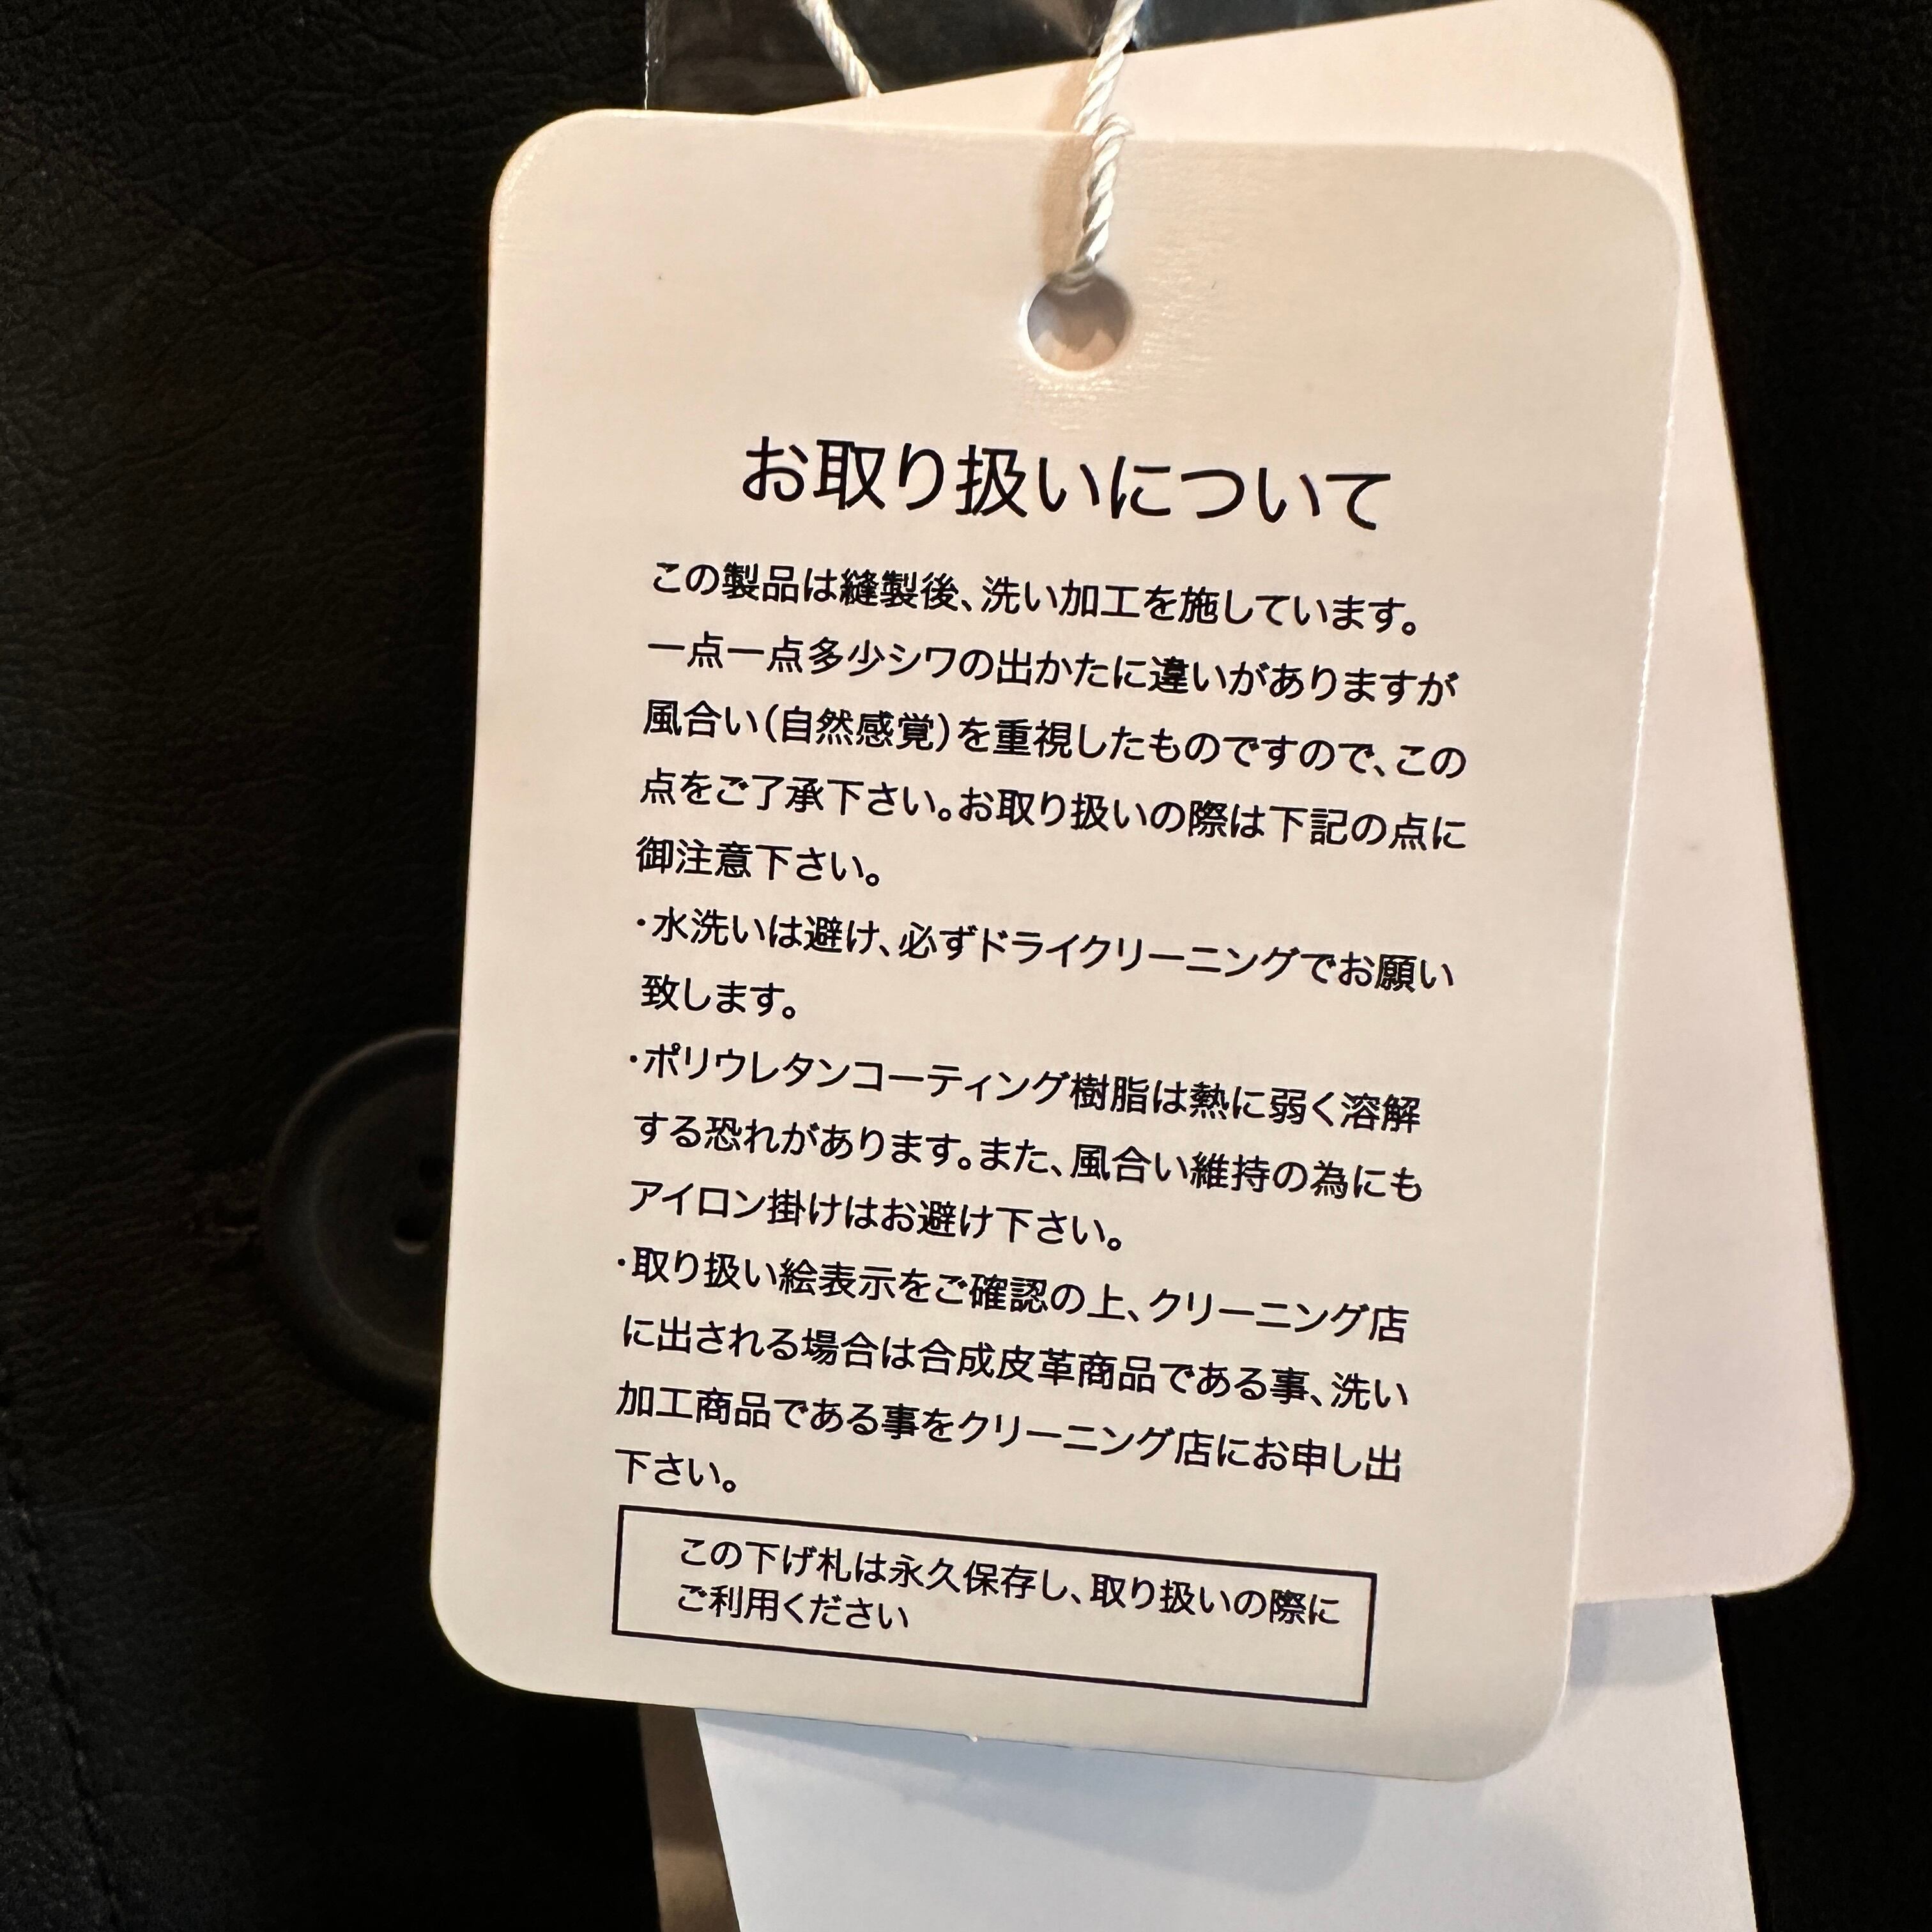 お取り扱いについて
この製品は縫製後、洗い加工を施しています。
一点一点多少シワの出かたに違いがありますが
風合い(自然感覚)を重視したものですので、この
点をご了承下さい。お取り扱いの際は下記の点に
御注意下さい。
・水洗いは避け、必ずドライクリーニングでお願い
致します。
・ポリウレタンコーティング樹脂は熱に弱く溶解
する恐れがあります。また、風合い維持の為にも
アイロン掛けはお避け下さい。
・取り扱い絵表示をご確認の上、クリーニング店
に出される場合は合成皮革商品である事、洗い
加工商品である事をクリーニング店にお申し出
下さい。
この下げ札は永久保存し、取り扱いの際に
ご利用ください